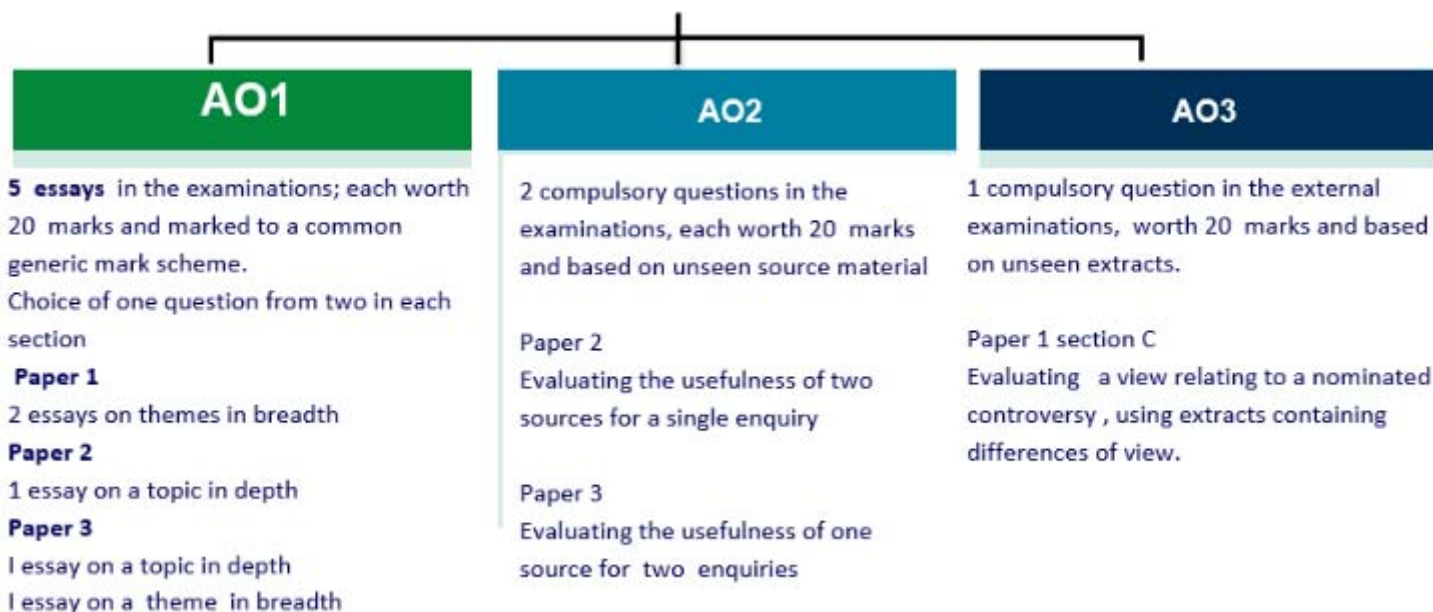 AO1
5 essays in the examinations; each worth
20 marks and marked to a common
generic mark scheme.
Choice of one question from two in each
section
Paper 1
2 essays on themes in breadth
Paper 2
1 essay on a topic in depth
Paper 3
I essay on a topic in depth
I essay on a theme in breadth
AO2
2 compulsory questions in the
examinations, each worth 20 marks
and based on unseen source material
Paper 2
Evaluating the usefulness of two
sources for a single enquiry
Paper 3
Evaluating the usefulness of one
source for two enquiries
AO3
1 compulsory question in the external
examinations, worth 20 marks and based
on unseen extracts.
Paper 1 section C
Evaluating a view relating to a nominated
controversy , using extracts containing
differences of view.